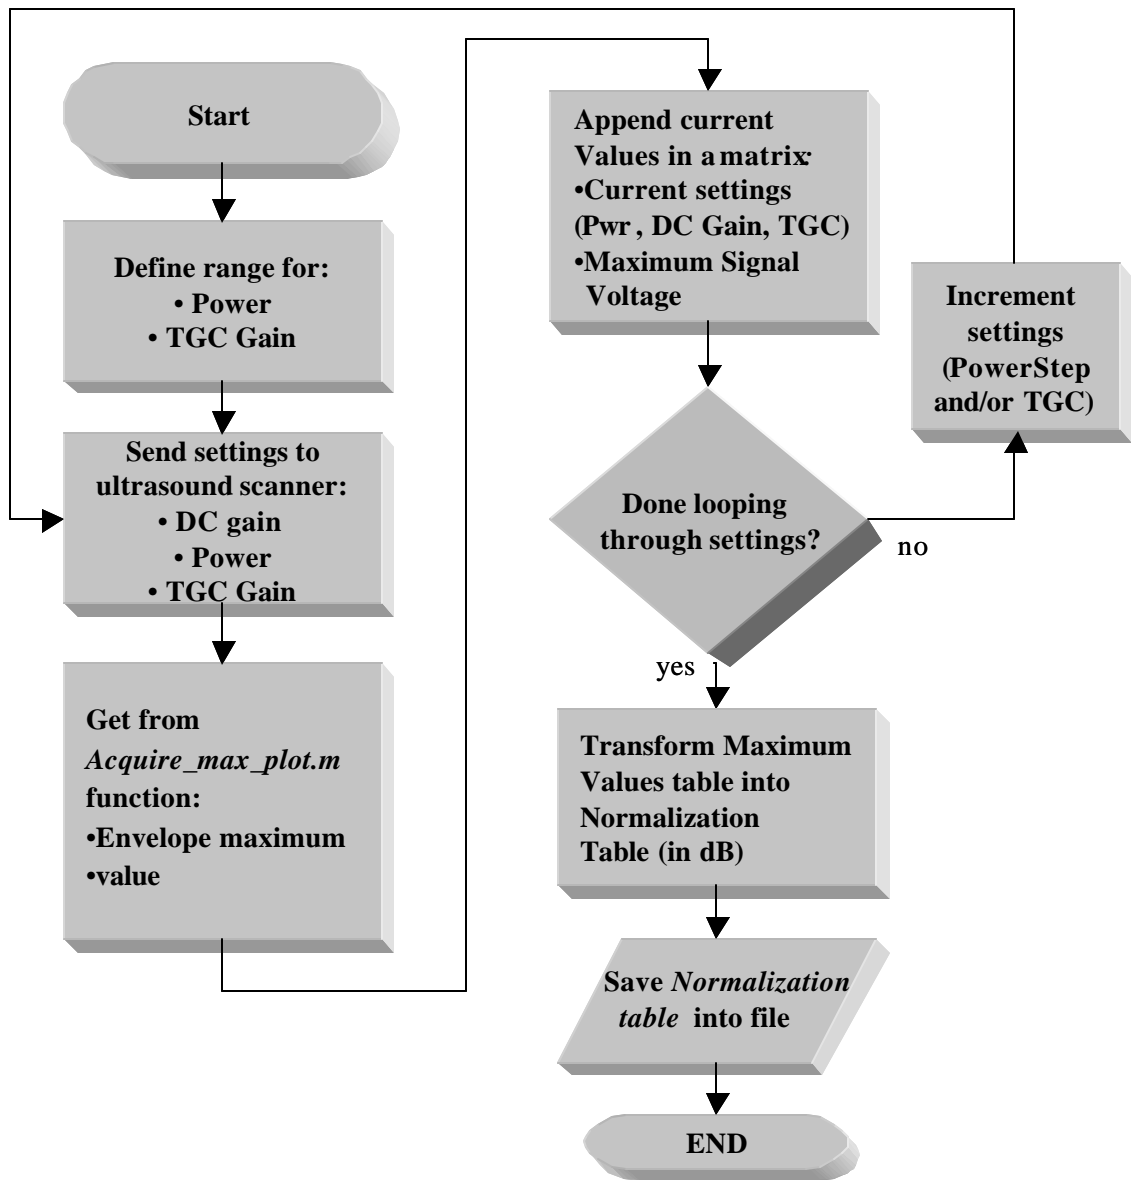 Start
Define range for:
• Power
• TGC Gain
Send settings to
ultrasound scanner:
• DC gain
• Power
• TGC Gain
Get from
Acquire_max_plot.m
function:
•Envelope maximum
•value
Append current
Values in a matrix:
•Current settings
(Pwr , DC Gain, TGC)
•Maximum Signal
Voltage
Done looping
through settings?
no
Increment
settings
(PowerStep
and/or TGC)
yes
Transform Maximum
Values table into
Normalization
Table (in dB)
Save Normalization
table into file
END